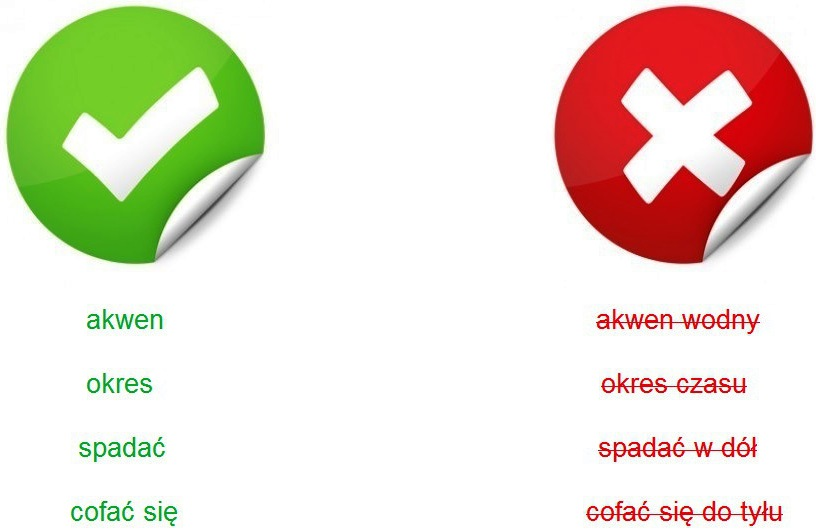 akwen
akwen wodny
okres
okres czasu
spadać
spadać w dół
cofać się
cofać się do tyłu